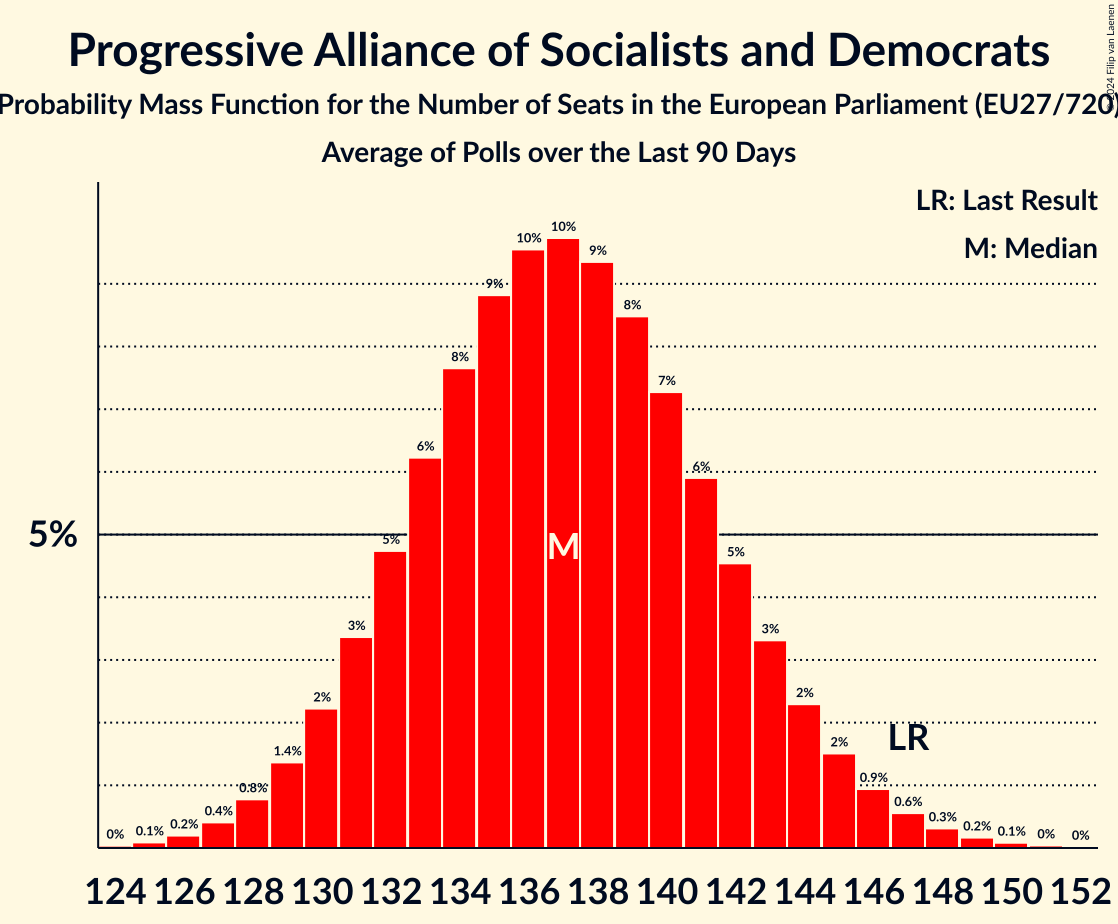 Progressive Alliance of Socialists and Democrats
Probability Mass Function for the Number of Seats in the European Parliament (EU27/720)
Average of Polls over the Last 90 Days
© 2024 Filip van Laenen
LR: Last Result
M: Median
5%
0% 0.1% 0.2% 0.4% 0.8% 1.4% 2% 3% 5% 6% 8% 9% 10% 10% 9% 8% 7% 6% 5% 3% 2% 2% 0.9% 0.6% 0.3% 0.2% 0.1% 0% 0%
M
LR
124 126 128 130 132 134 136 138 140 142 144 146 148 150 152